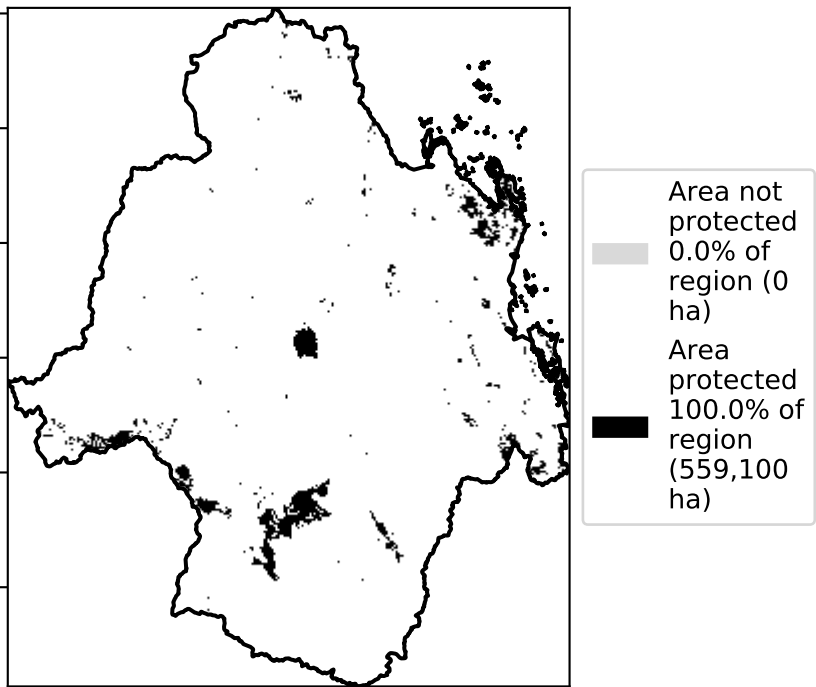 Area not
protected
0.0% of
region (0
ha)
Area
protected
100.0% of
region
(559,100
ha)